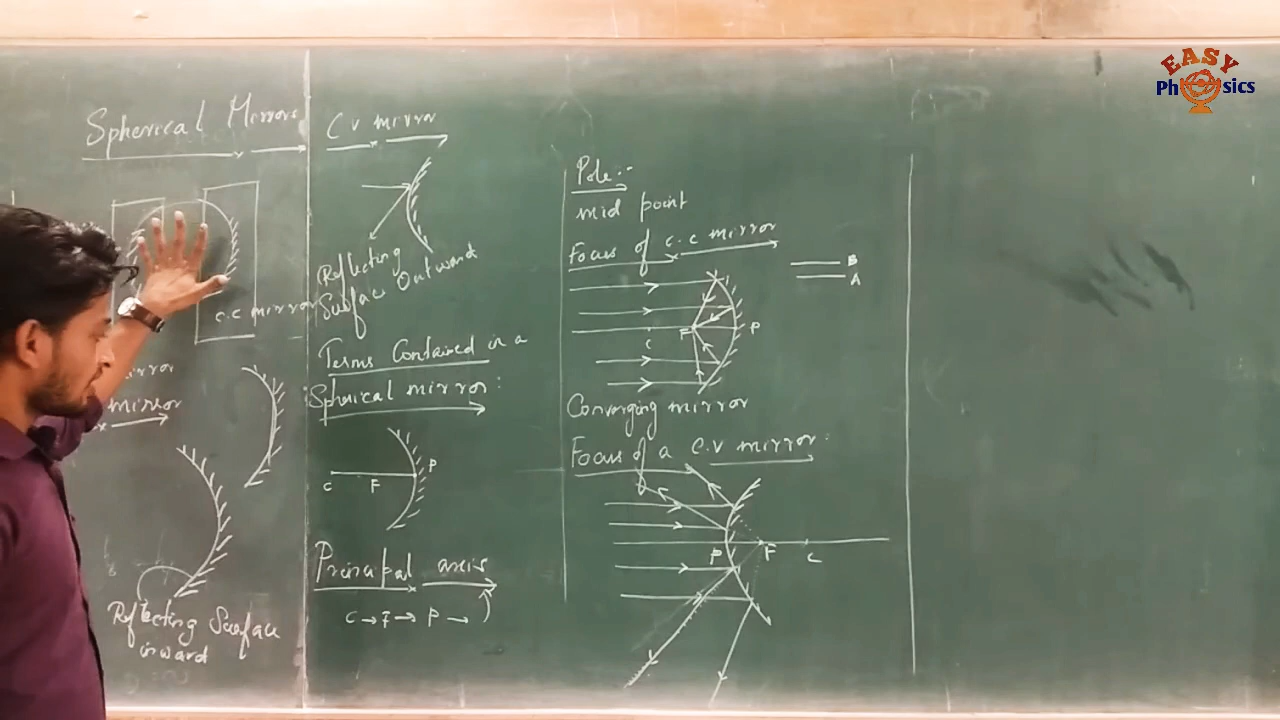 EASY
Physics
Spherical Mirrors
c.c mirror
mirror
Reflecting Surface
inward
C v mirror
Reflecting
Surface Outward
Terms Contained in a
Spherical mirror:
P
C F
Principal axis
C → F → P →
Pole:-
mid point
Focus of c.c mirror
B
A
F P
c
Converging mirror
Focus of a C.V mirror:
P F C